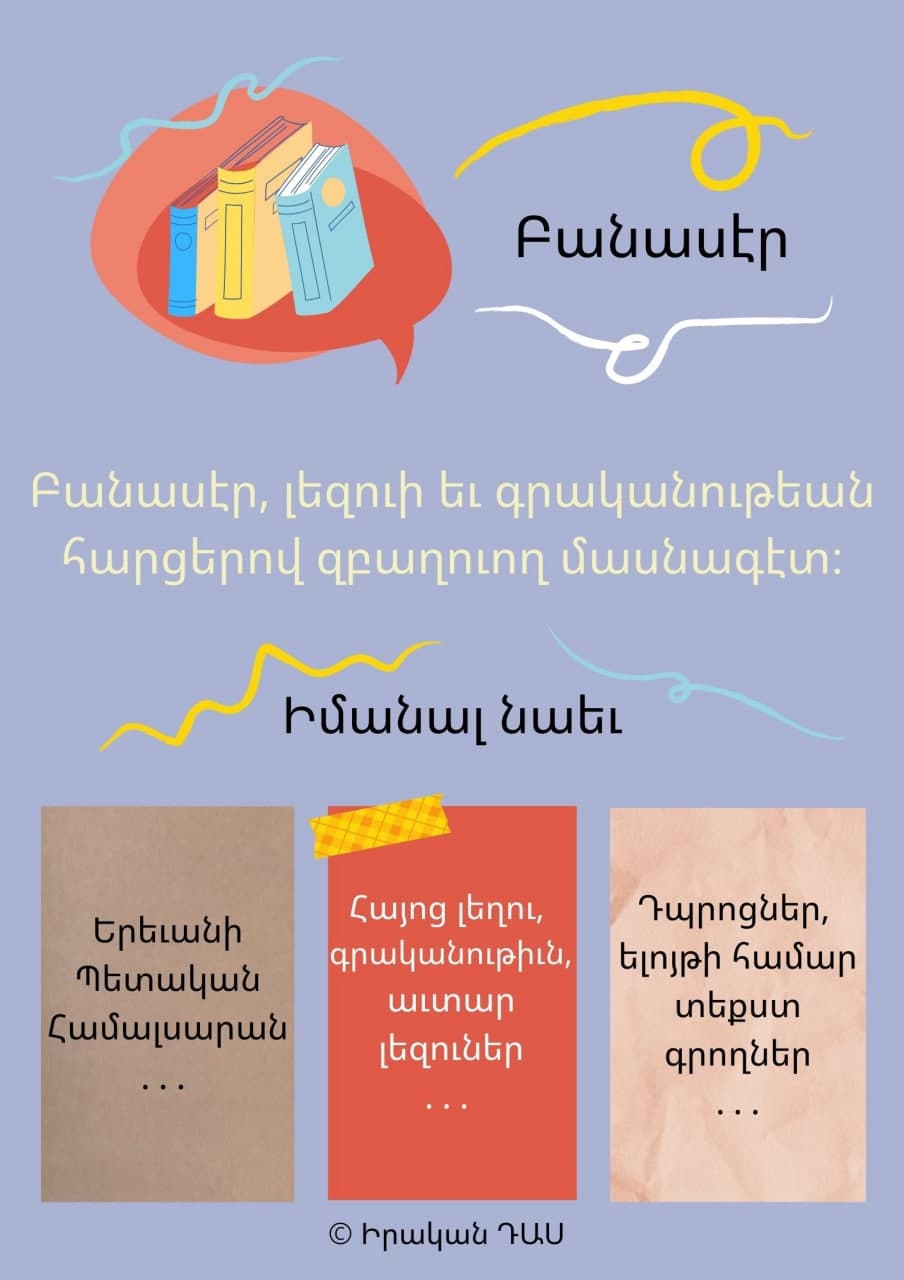 Բանասէր
Բանասէր, լեզուի եւ գրականութեան
հարցերով զբաղուող մասնագէտ:
Իմանալ նաեւ
Երեւանի
Պետական
Համալսարան
. . .
Հայոց լեղու,
գրականութիւն,
աւտար
լեզուներ
. . .
Դպրոցներ,
ելոյթի համար
տեքստ
գրողներ
. . .
© Իրական ԴԱՍ